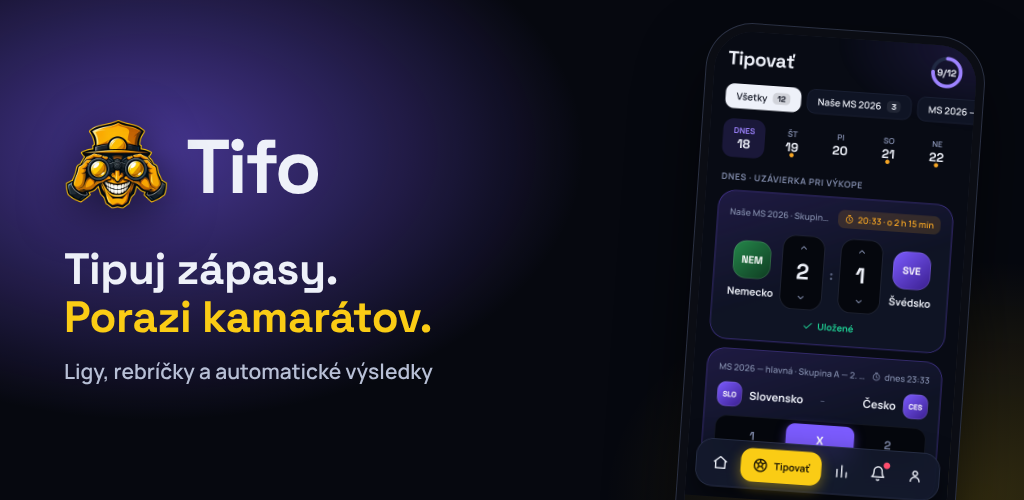 Tifo
Tipuj zápasy.
Porazi kamarátov.
Ligy, rebríčky a automatické výsledky
Tipovať
9/12
Všetky 12
Naše MS 2026 3
MS 2026 –
DNES ŠT PI SO NE
18 19 20 21 22
DNES · UZÁVIERKA PRI VÝKOPE
Naše MS 2026 · Skupin... 20:33 · o 2 h 15 min
NEM 2 : 1 SVE
Nemecko Švédsko
Uložené
MS 2026 — hlavná · Skupina A — 2. ... dnes 23:33
SLO Slovensko – Česko CES
1 X 2
Tipovať